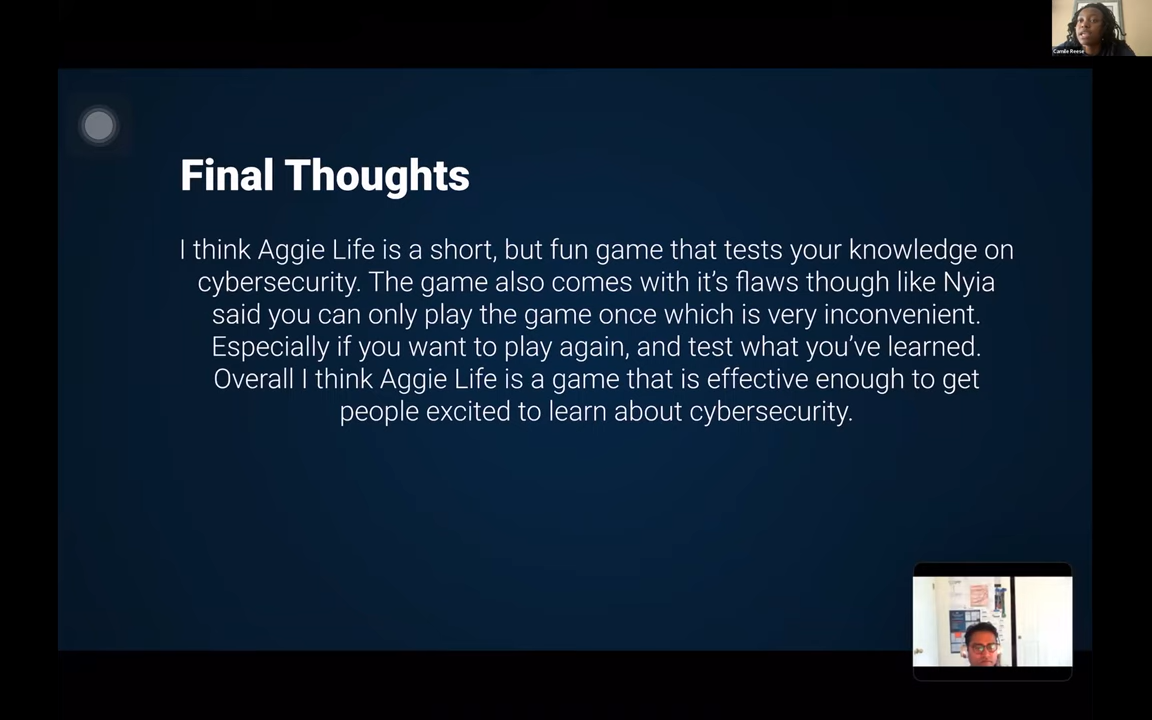 Camile Reese
Final Thoughts
I think Aggie Life is a short, but fun game that tests your knowledge on
cybersecurity. The game also comes with it’s flaws though like Nyia
said you can only play the game once which is very inconvenient.
Especially if you want to play again, and test what you’ve learned.
Overall I think Aggie Life is a game that is effective enough to get
people excited to learn about cybersecurity.